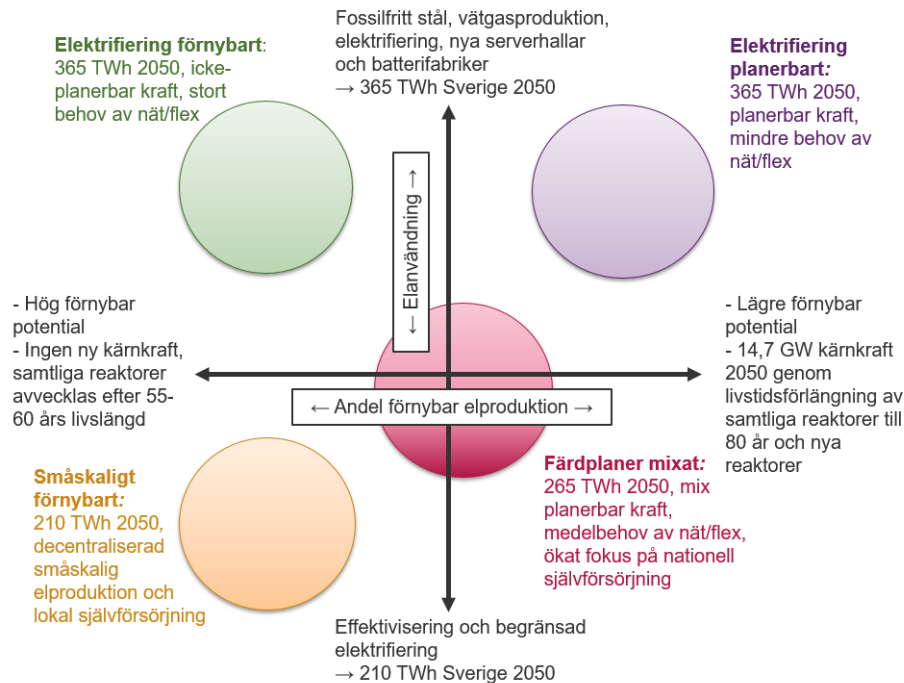 Fossilfritt stål, vätgasproduktion,
elektrifiering, nya serverhallar
och batterifabriker
→ 365 TWh Sverige 2050
Elektrifiering förnybart:
365 TWh 2050, icke-
planerbar kraft, stort
behov av nät/flex
Elektrifiering
planerbart:
365 TWh 2050,
planerbar kraft,
mindre behov av
nät/flex
← Elanvändning →
- Hög förnybar
potential
- Ingen ny kärnkraft,
samtliga reaktorer
avvecklas efter 55-
60 års livslängd
← Andel förnybar elproduktion →
- Lägre förnybar
potential
- 14,7 GW kärnkraft
2050 genom
livstidsförlängning av
samtliga reaktorer till
80 år och nya
reaktorer
Småskaligt
förnybart:
210 TWh 2050,
decentraliserad
småskalig
elproduktion och
lokal självförsörjning
Färdplaner mixat:
265 TWh 2050, mix
planerbar kraft,
medelbehov av nät/flex,
ökat fokus på nationell
självförsörjning
Effektivisering och begränsad
elektrifiering
→ 210 TWh Sverige 2050